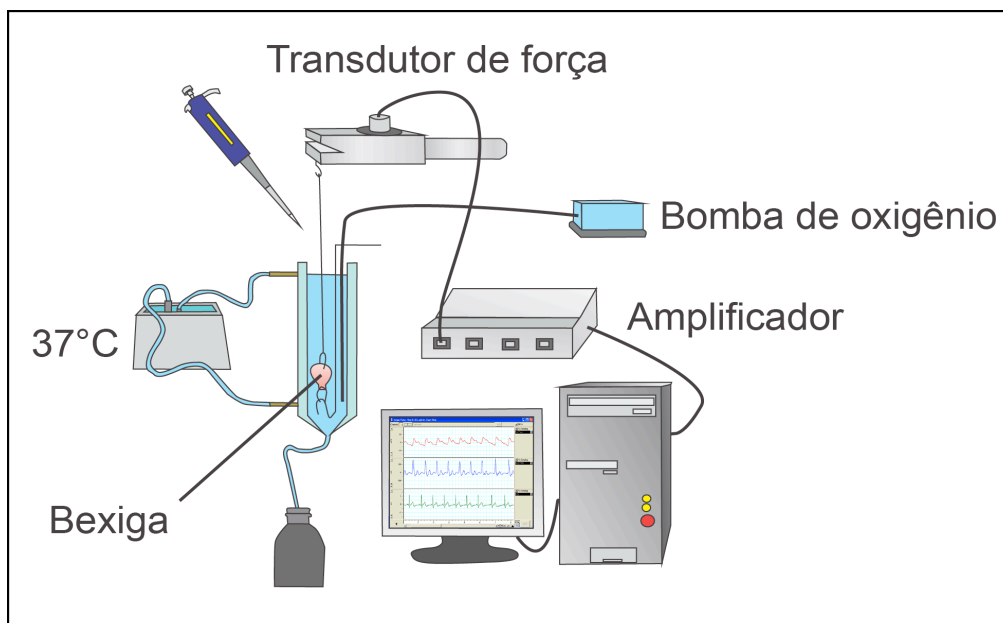 Transdutor de força
Bomba de oxigênio
Amplificador
37°C
Bexiga